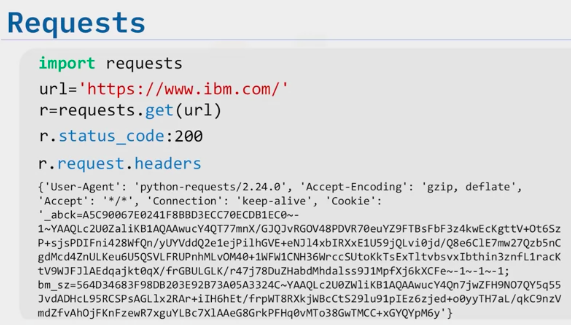 Requests
import requests
url='https://www.ibm.com/'
r=requests.get(url)
r.status_code:200
r.request.headers
{'User-Agent': 'python-requests/2.24.0', 'Accept-Encoding': 'gzip, deflate',
'Accept': '*/*', 'Connection': 'keep-alive', 'Cookie':
'_abck=A5C90067E0241F8BBD3ECC70ECDB1EC0~-
1~YAAQLc2U0ZaliKB1AQAAwucY4QT77mnX/GJQJvRGOV48PDVR70euYZ9FTBsFbF3z4kwEcKgttV+Ot6Sz
P+sjsPDIFni428WfQn/yUYVddQ2e1ejPilhGVE+eNJl4xbIRXxE1U59jQLvi0jd/Q8e6ClE7mw27Qzb5nC
gdMcd4ZnULKeu6U5QSVLFRUPnhMLvOM40+1WFW1CNH36WrccSUtoKkTsExTlvbsvxIbthin3znfL1racK
tV9WJFJlAEdqajkt0qX/frGBULGLK/r47j78DuZHabdMhdalss9J1MpfXj6kXCFe~-1~-1~-1;
bm_sz=564D34683F98DB203E92B73A05A3324C~YAAQLc2U0ZWliKB1AQAAwucY4Qn7jwZFH9NO7QY5q55
JvdADHcL95RCSPsAGLlx2RAr+iIH6hEt/frpWT8RXkjWBcCtS29lu91pIEz6zjed+o0yyTH7aL/qkC9nzV
mdZfvAhOjFKnFzewR7xguYLBc7XlAAeG8GrkPFHq0vMTo38GwTMCC+xGYQYpM6y'}